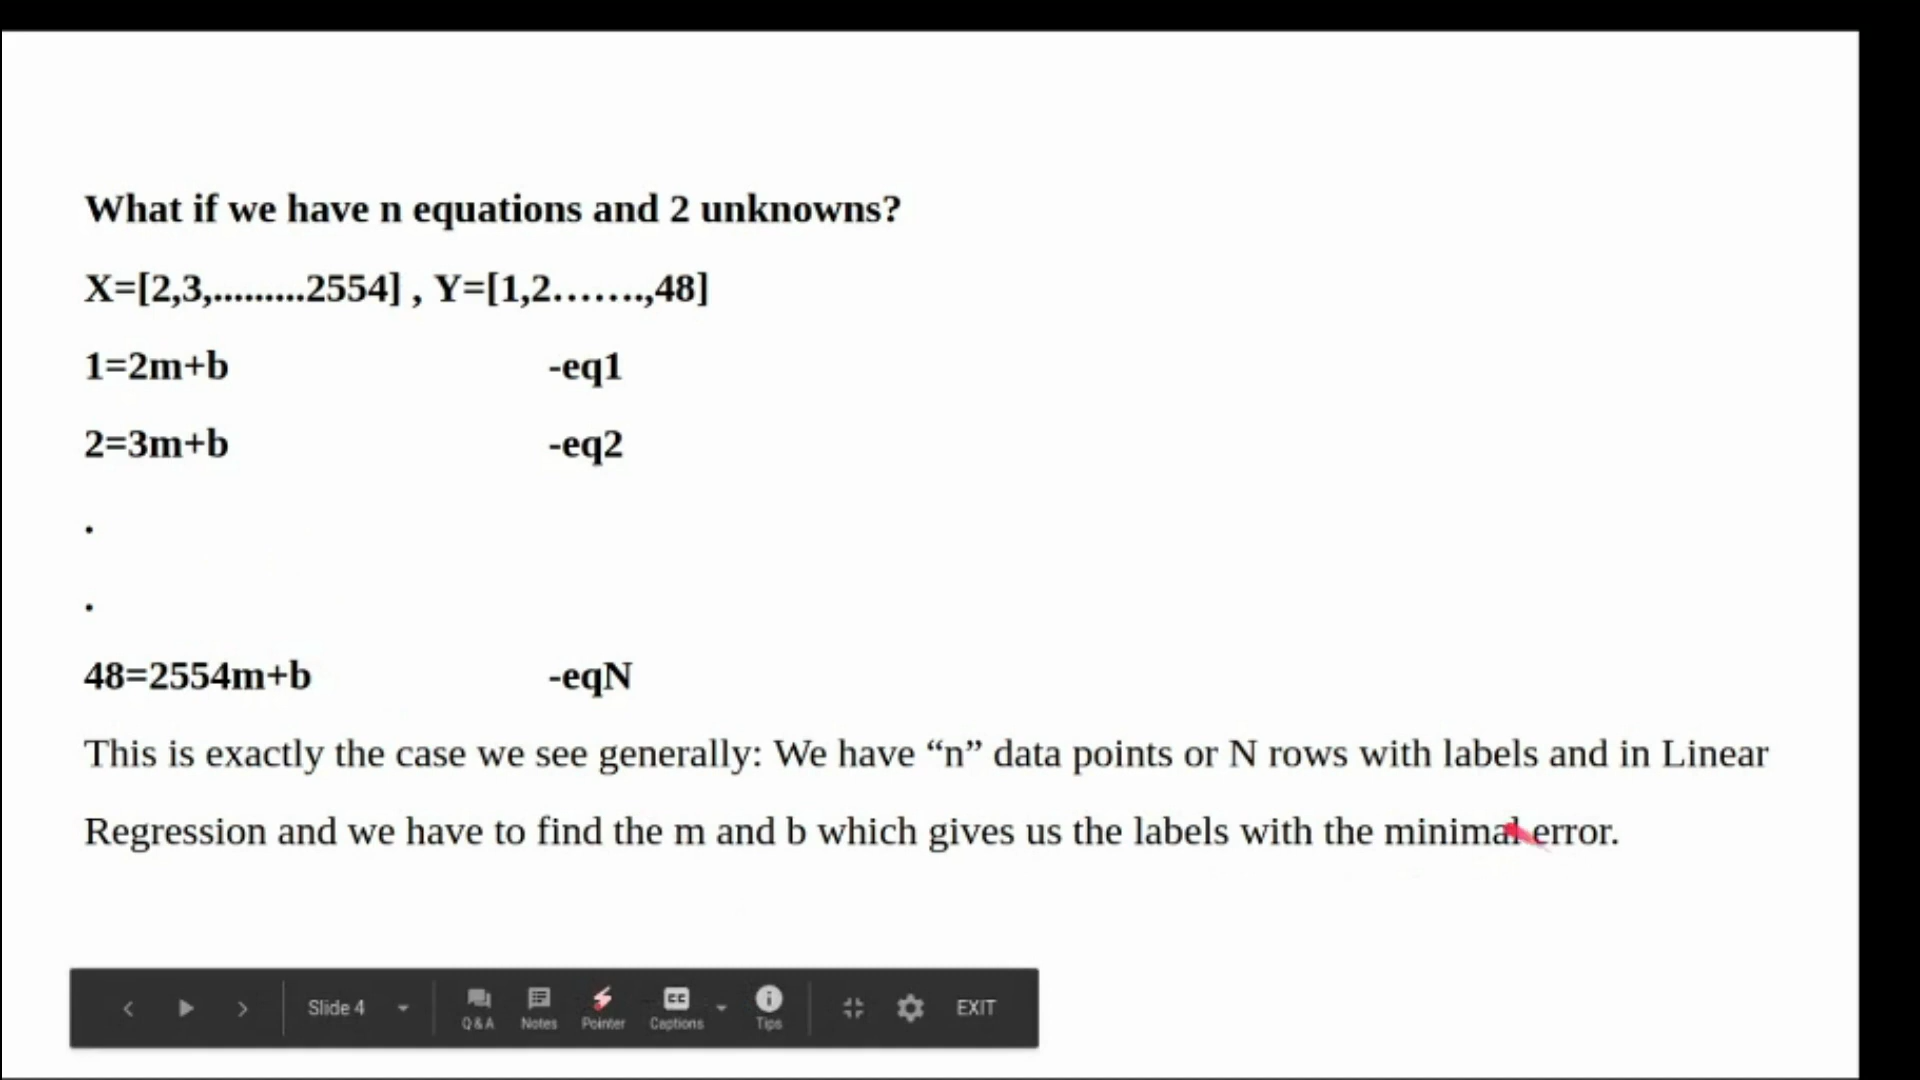 What if we have n equations and 2 unknowns?
X=[2,3,.........2554] , Y=[1,2…….,48]
1=2m+b -eq1
2=3m+b -eq2
.
.
48=2554m+b -eqN
This is exactly the case we see generally: We have “n” data points or N rows with labels and in Linear
Regression and we have to find the m and b which gives us the labels with the minimal error.
Slide 4 Q&A Notes Pointer CC Captions Tips EXIT